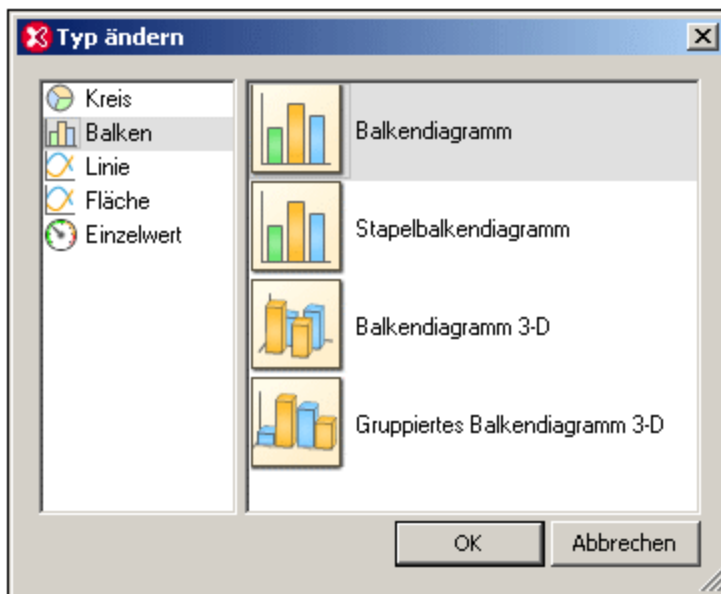 Typ ändern
Kreis
Balken
Linie
Fläche
Einzelwert
Balkendiagramm
Stapelbalkendiagramm
Balkendiagramm 3-D
Gruppiertes Balkendiagramm 3-D
OK
Abbrechen